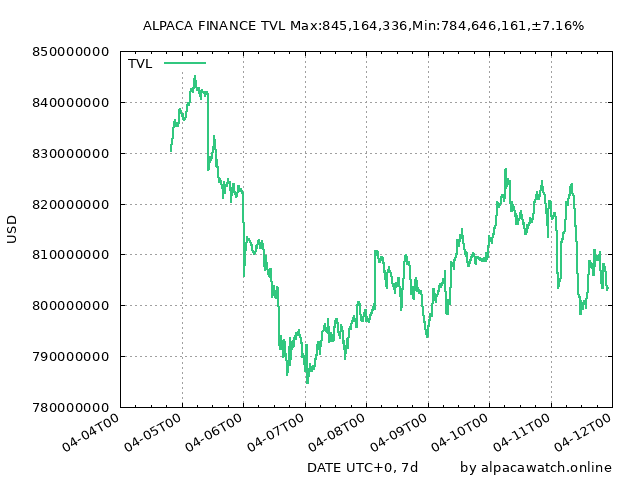 ALPACA FINANCE TVL Max:845,164,336,Min:784,646,161,±7.16%
850000000
TVL
840000000
830000000
820000000
USD
810000000
800000000
790000000
780000000
04-04T00
04-05T00
04-06T00
04-07T00
04-08T00
04-09T00
04-10T00
04-11T00
04-12T00
DATE UTC+0, 7d
by alpacawatch.online